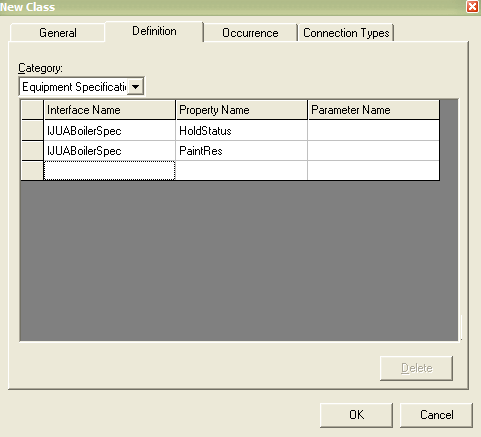 New Class
General Definition Occurrence Connection Types
Category:
Equipment Specificatio
Interface Name Property Name Parameter Name
IJUABoilerSpec HoldStatus
IJUABoilerSpec PaintRes
Delete
OK Cancel